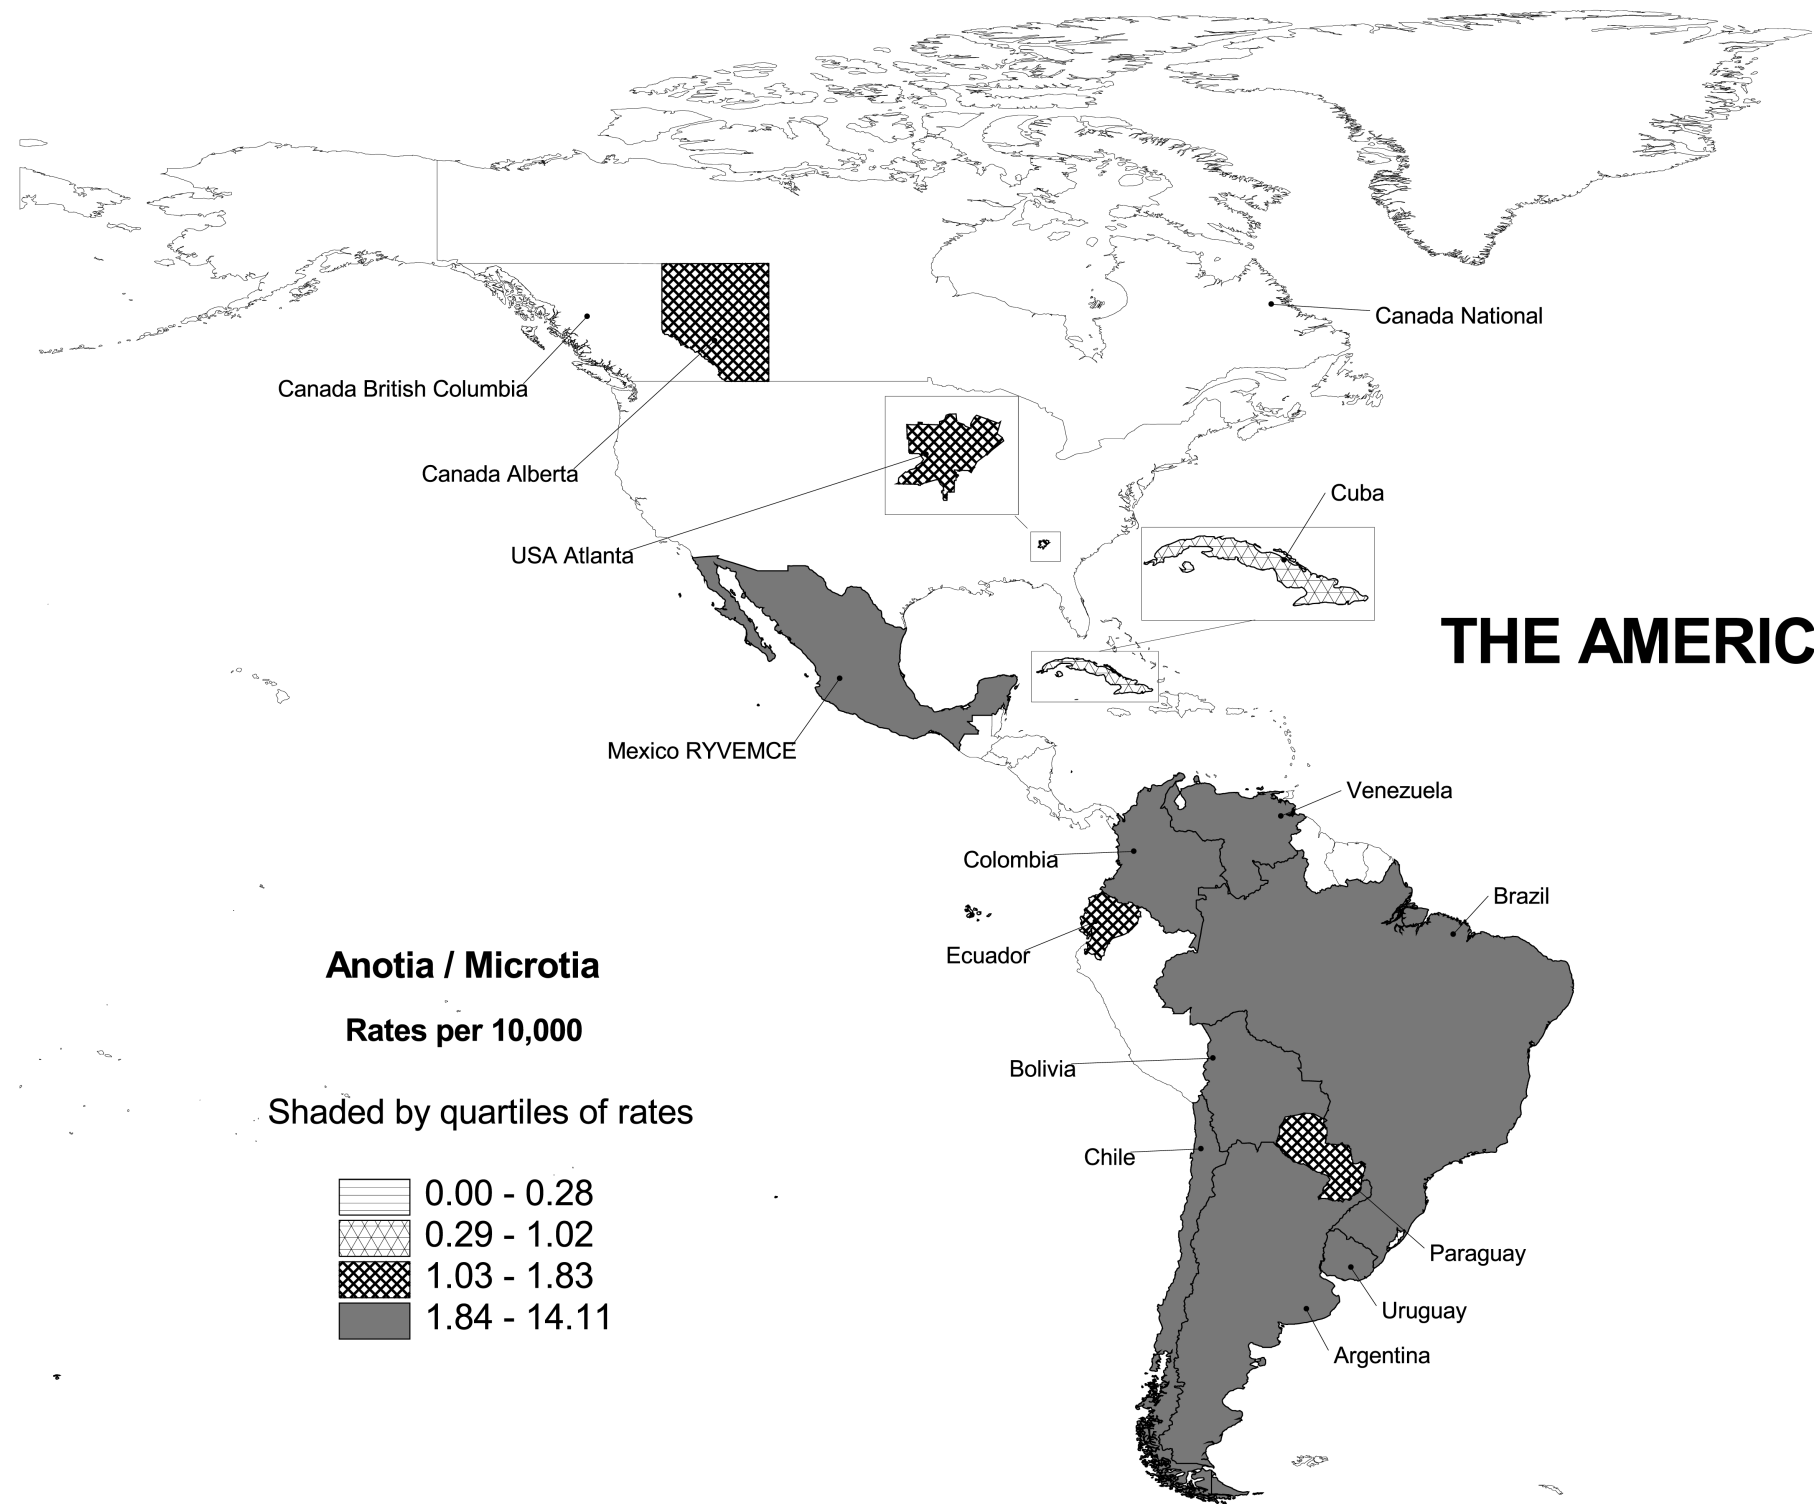 Canada National
Canada British Columbia
Canada Alberta
Cuba
USA Atlanta
THE AMERIC
Mexico RYVEMCE
Venezuela
Colombia
Brazil
Ecuador
Anotia / Microtia
Rates per 10,000
Bolivia
Shaded by quartiles of rates
Chile
0.00 - 0.28
0.29 - 1.02
1.03 - 1.83
1.84 - 14.11
Paraguay
Uruguay
Argentina